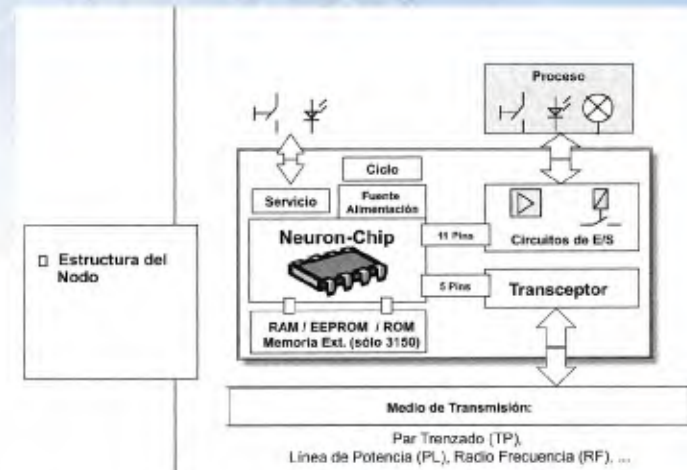 Proceso
Ciclo
Servicio
Fuente
Alimentación
Neuron-Chip
11 Pins
Circuitos de E/S
Estructura del
Nodo
5 Pins
Transceptor
RAM / EEPROM / ROM
Memoria Ext. (sólo 3150)
Medio de Transmisión:
Par Trenzado (TP),
Línea de Potencia (PL), Radio Frecuencia (RF), ...